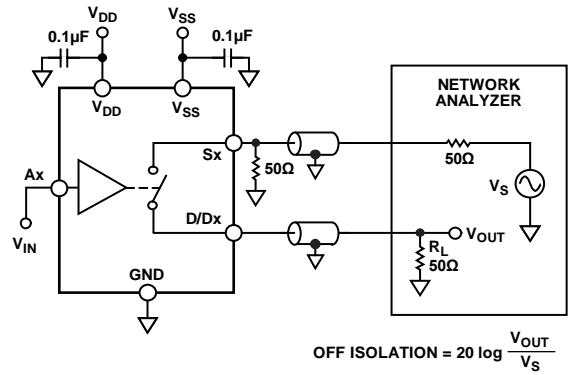 VDD
VSS
0.1µF
0.1µF
VDD
VSS
NETWORK
ANALYZER
Sx
50Ω
50Ω
VS
Ax
D/Dx
VOUT
RL
50Ω
VIN
GND
OFF ISOLATION = 20 log VOUT
VS